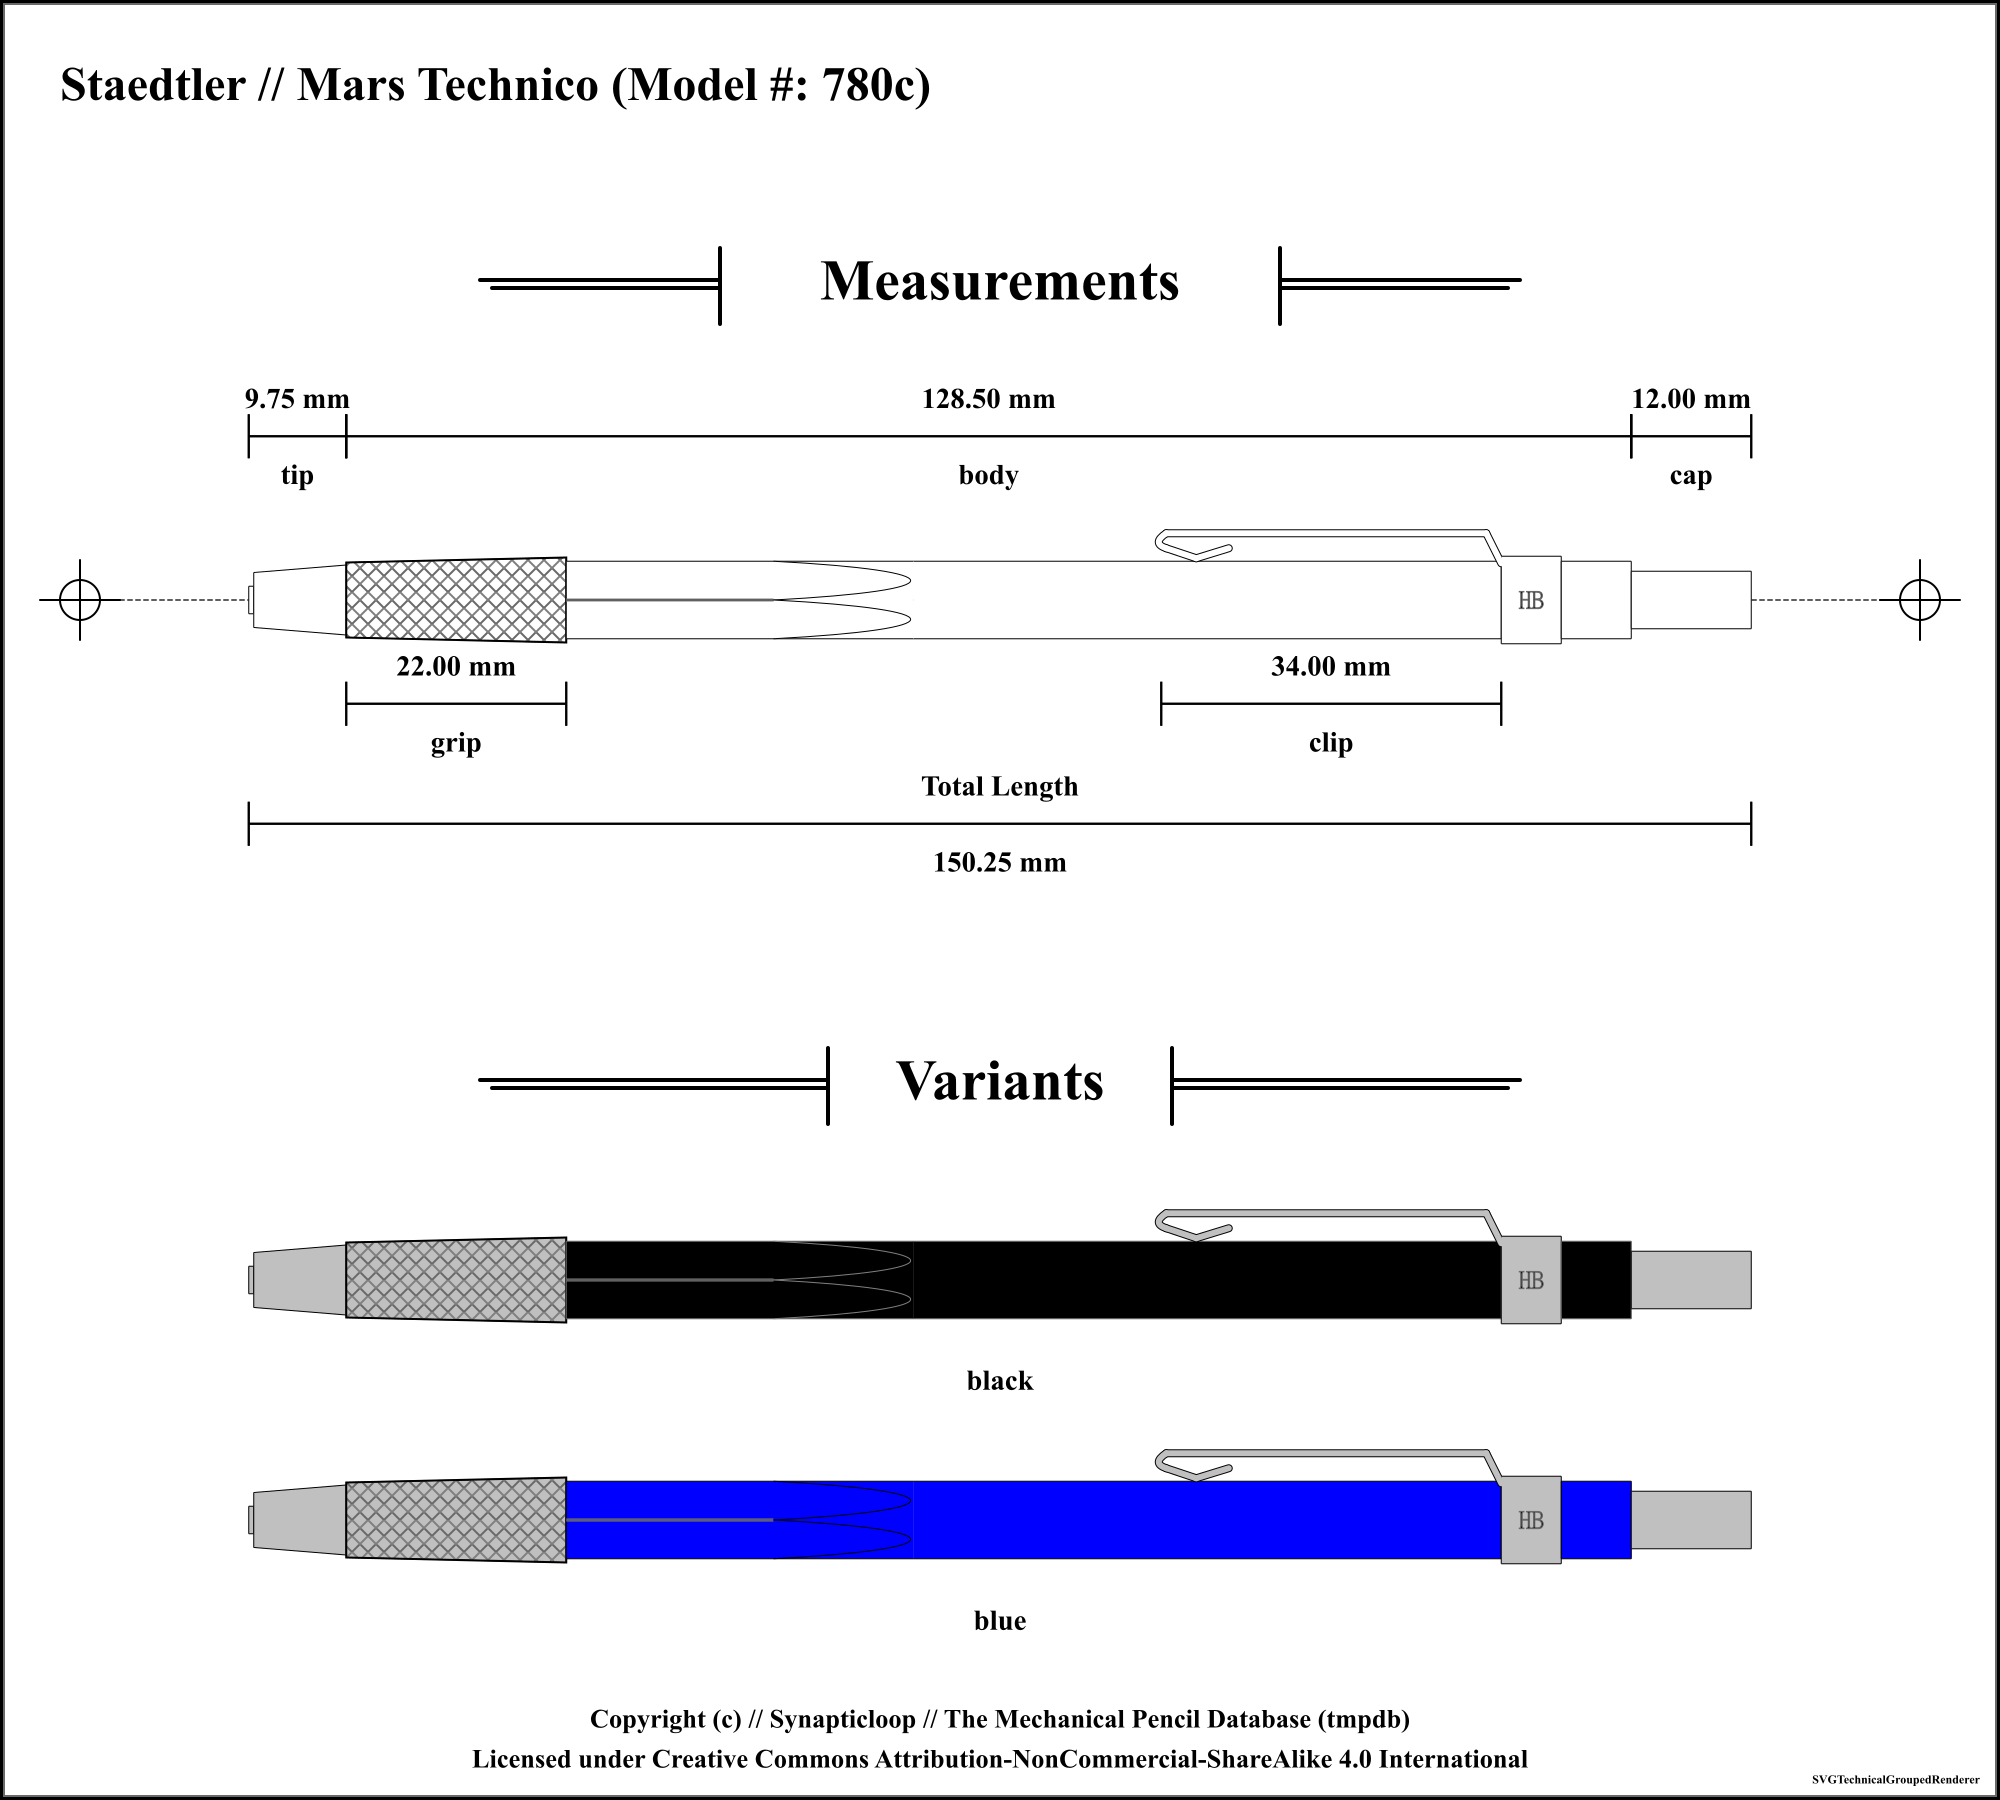 Staedtler // Mars Technico (Model #: 780c)
Measurements
9.75 mm 128.50 mm 12.00 mm
tip body cap
HB
22.00 mm 34.00 mm
grip clip
Total Length
150.25 mm
Variants
HB
black
HB
blue
Copyright (c) // Synapticloop // The Mechanical Pencil Database (tmpdb)
Licensed under Creative Commons Attribution-NonCommercial-ShareAlike 4.0 International
SVGTechnicalGroupedRenderer